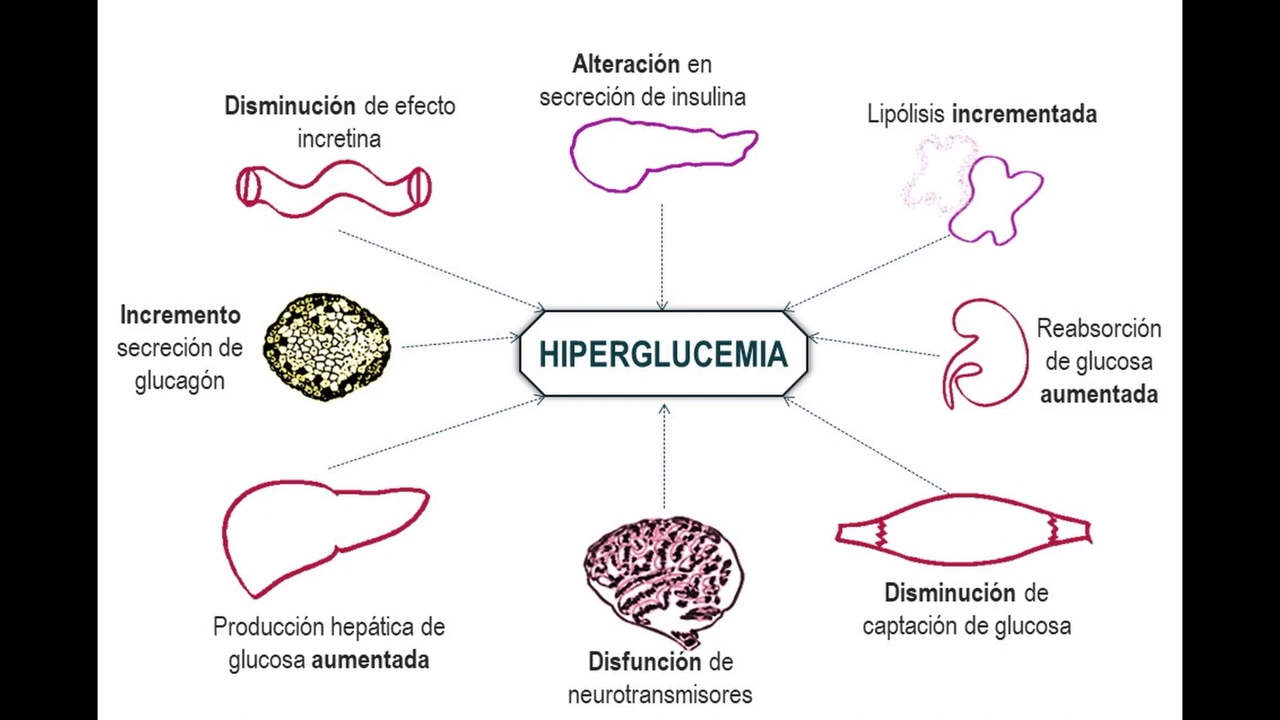 Alteración en
secreción de insulina
Disminución de efecto
incretina
Lipólisis incrementada
Incremento
secreción de
glucagón
HIPERGLUCEMIA
Reabsorción
de glucosa
aumentada
Producción hepática de
glucosa aumentada
Disfunción de
neurotransmisores
Disminución de
captación de glucosa